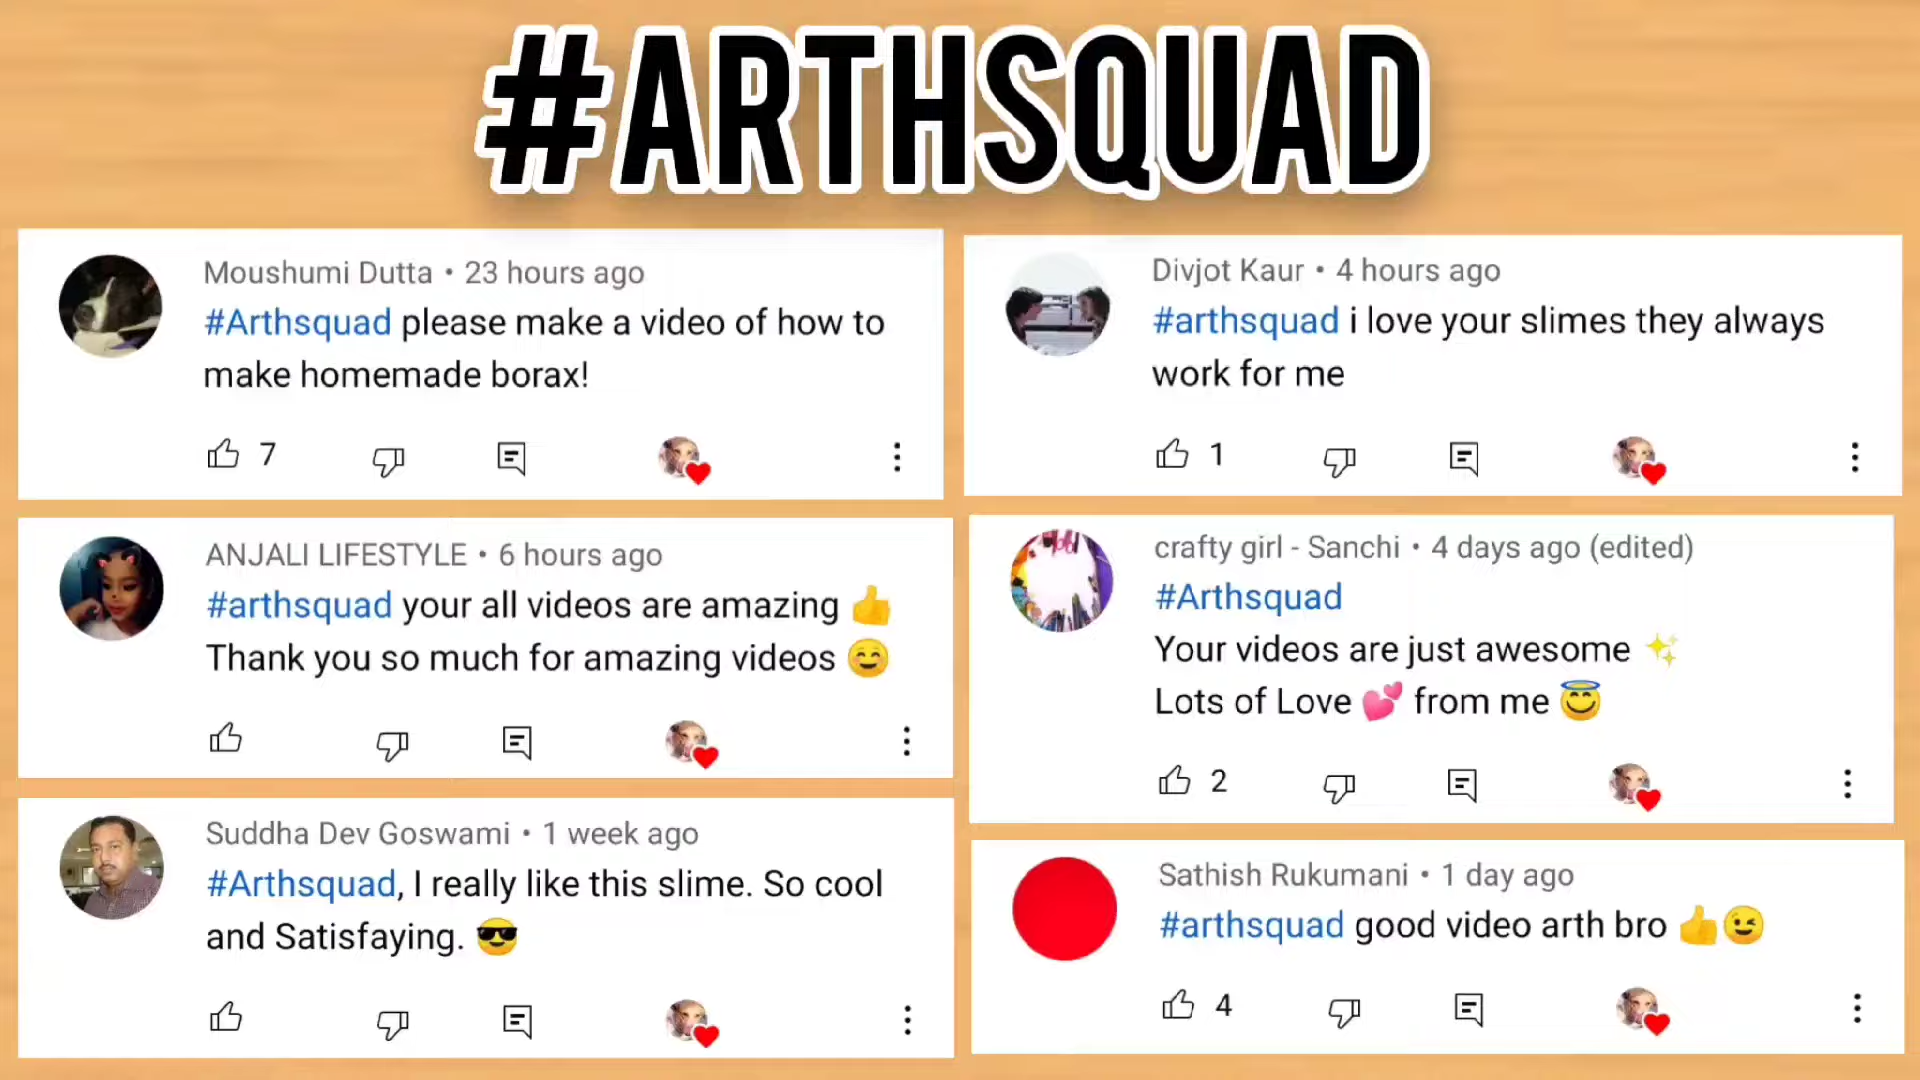 #ARTHSQUAD
Moushumi Dutta • 23 hours ago
#Arthsquad please make a video of how to
make homemade borax!
7
Divjot Kaur • 4 hours ago
#arthsquad i love your slimes they always
work for me
1
ANJALI LIFESTYLE • 6 hours ago
#arthsquad your all videos are amazing 👍
Thank you so much for amazing videos ☺️
crafty girl - Sanchi • 4 days ago (edited)
#Arthsquad
Your videos are just awesome ✨
Lots of Love 💕 from me 😇
2
Suddha Dev Goswami • 1 week ago
#Arthsquad, I really like this slime. So cool
and Satisfaying. 😎
Sathish Rukumani • 1 day ago
#arthsquad good video arth bro 👍😉
4